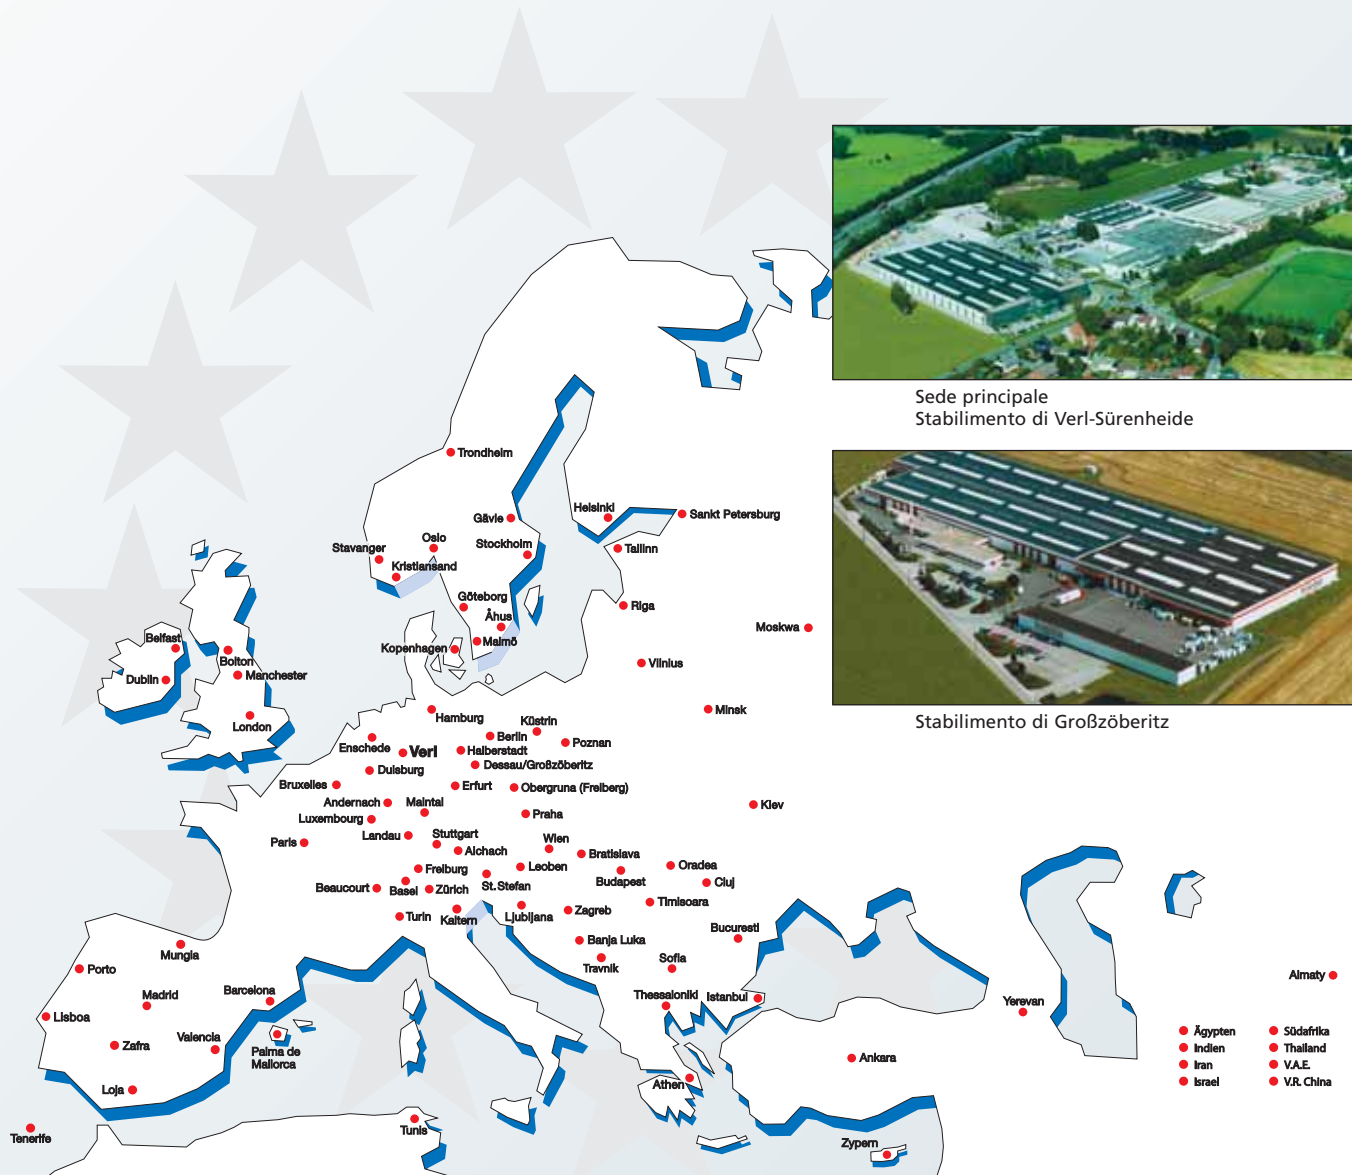 Sede principale
Stabilimento di Verl-Sürenheide
Trondheim
Gävle
Helsinki
Sankt Petersburg
Oslo
Stavanger
Stockholm
Tallinn
Kristiansand
Göteborg
Riga
Åhus
Moskwa
Belfast
Malmö
Kopenhagen
Bolton
Vilnius
Manchester
Dublin
Stabilimento di Großzöberitz
Minsk
Hamburg
London
Küstrin
Berlin
Enschede
Verl
Halberstadt
Poznan
Duisburg
Dessau/Großzöberitz
Bruxelles
Erfurt
Obergruna (Freiberg)
Andernach
Maintal
Kiev
Luxembourg
Praha
Landau
Stuttgart
Wien
Paris
Aichach
Bratislava
Freiburg
Leoben
Oradea
Beaucourt
Basel
Zürich
St. Stefan
Budapest
Cluj
Timisoara
Turin
Kaltern
Ljubljana
Zagreb
Bucuresti
Banja Luka
Mungia
Sofia
Travnik
Porto
Almaty
Madrid
Barcelona
Thessaloniki
Istanbul
Yerevan
Lisboa
Valencia
Zafra
Palma de
Mallorca
Ankara
Athen
Loja
Ägypten
Indien
Iran
Israel
Südafrika
Thailand
V.A.E.
V.R. China
Tenerife
Tunis
Zypern